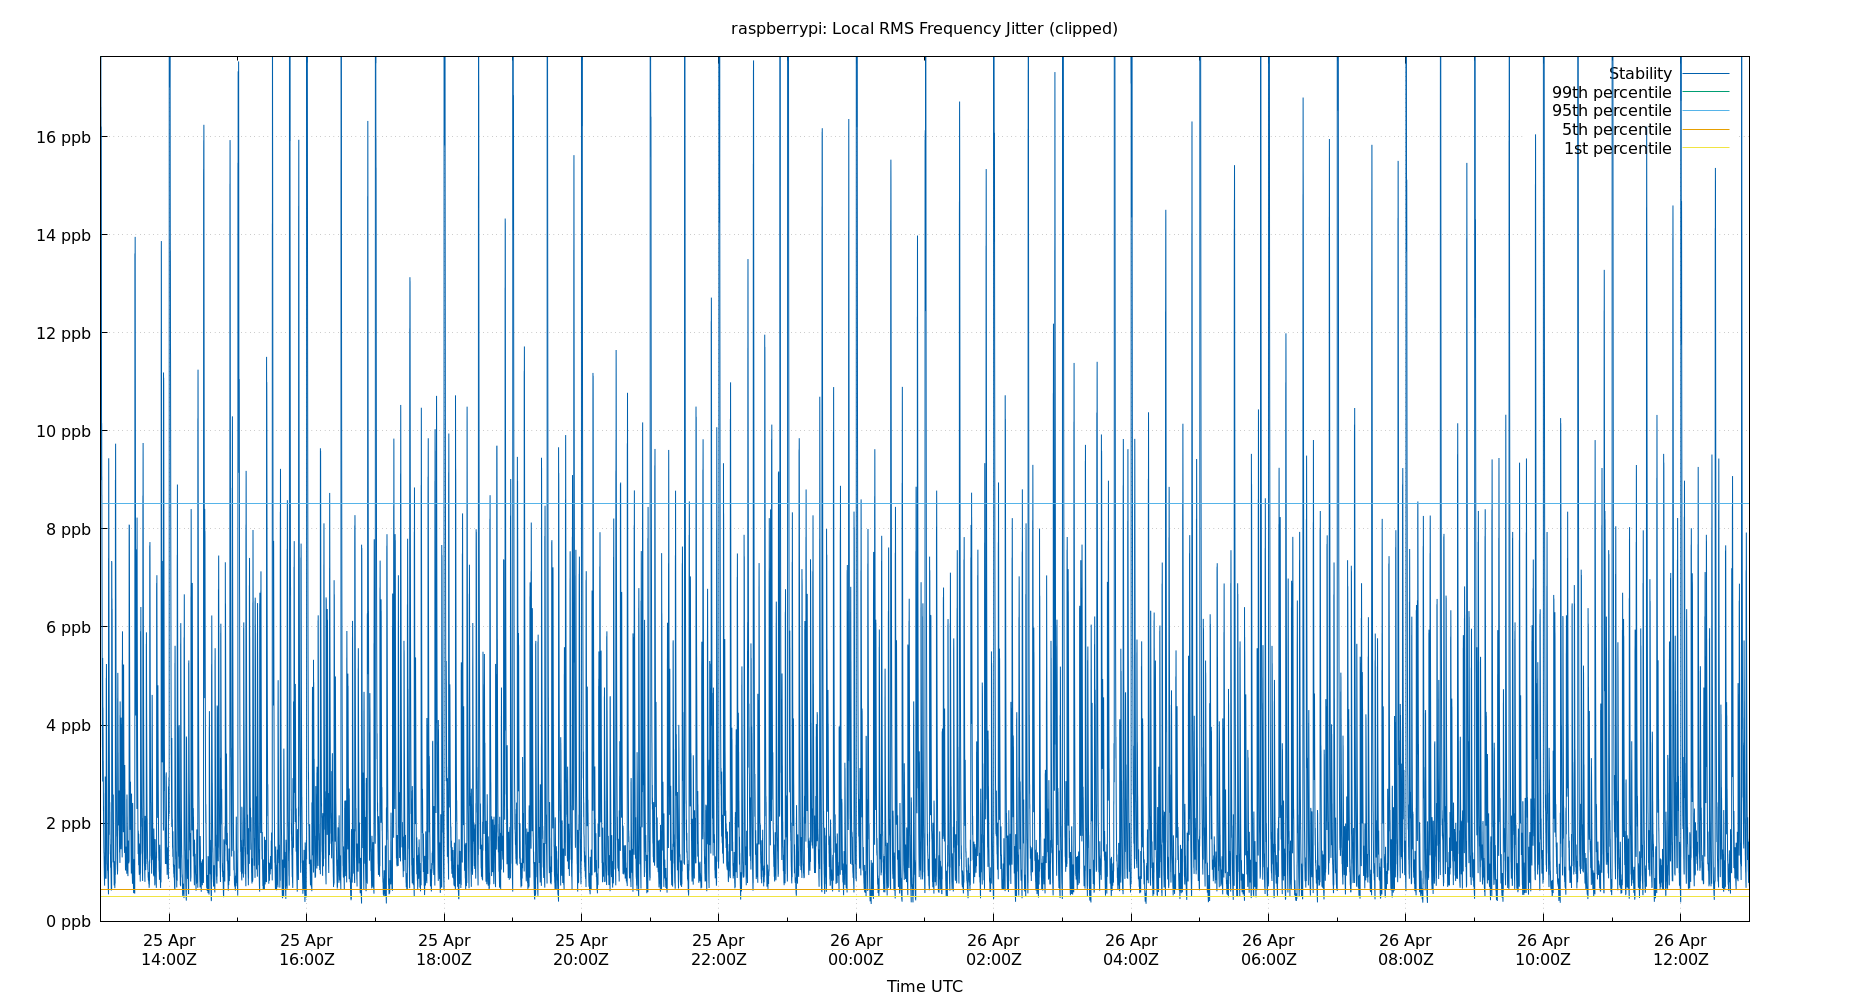 raspberrypi: Local RMS Frequency Jitter (clipped)
Stability
99th percentile
95th percentile
5th percentile
1st percentile
16 ppb
14 ppb
12 ppb
10 ppb
8 ppb
6 ppb
4 ppb
2 ppb
0 ppb
25 Apr 25 Apr 25 Apr 25 Apr 25 Apr 26 Apr 26 Apr 26 Apr 26 Apr 26 Apr 26 Apr 26 Apr
14:00Z 16:00Z 18:00Z 20:00Z 22:00Z 00:00Z 02:00Z 04:00Z 06:00Z 08:00Z 10:00Z 12:00Z
Time UTC